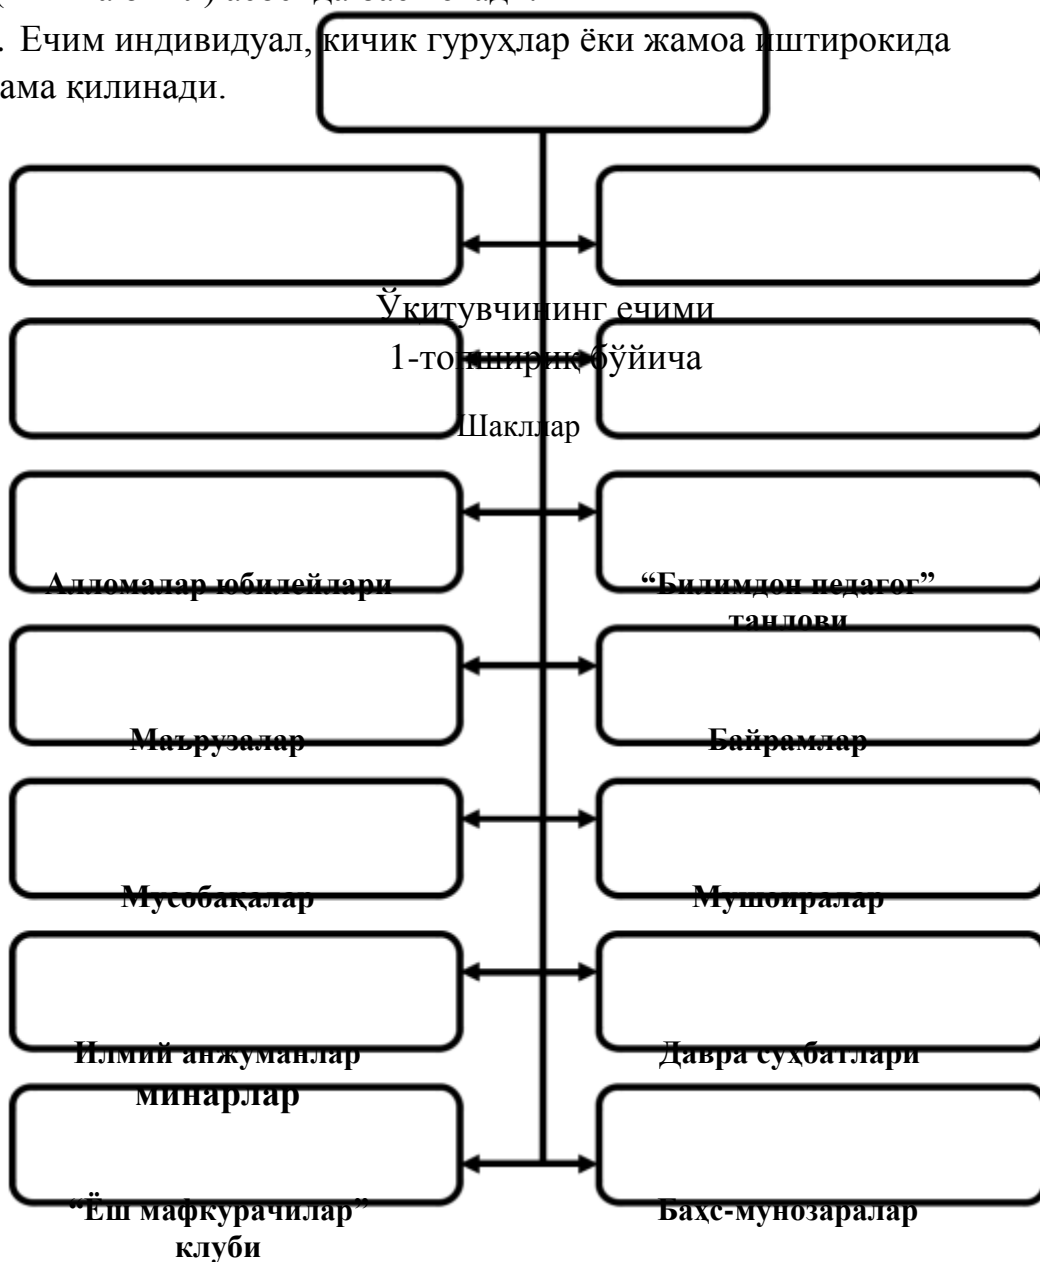 . Ечим индивидуал, кичик гуруҳлар ёки жамоа иштирокида
ама қилинади.
Ўқитувчининг ечими
1-топшириқ бўйича
Шакллар
Алломалар юбилейлари
“Билимдон педагог”
танлови
Маърузалар
Байрамлар
Мусобақалар
Мушоиралар
Илмий анжуманлар
Давра суҳбатлари
минарлар
“Ёш мафкурачилар”
клуби
Баҳс-мунозаралар